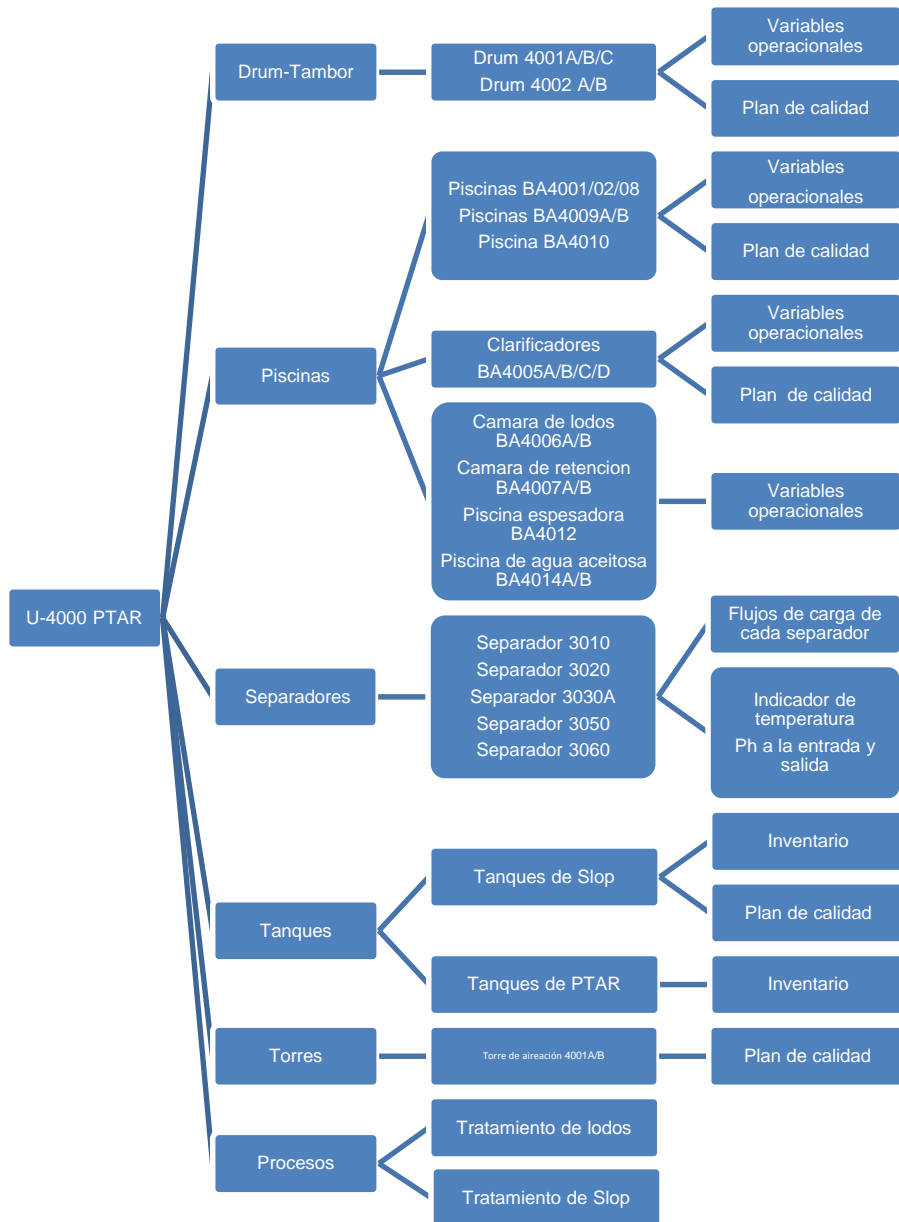 U-4000 PTAR
Drum-Tambor
Drum 4001A/B/C
Drum 4002 A/B
Variables
operacionales
Plan de calidad
Piscinas
Piscinas BA4001/02/08
Piscinas BA4009A/B
Piscina BA4010
Variables
operacionales
Plan de calidad
Clarificadores
BA4005A/B/C/D
Variables
operacionales
Plan de calidad
Camara de lodos
BA4006A/B
Camara de retencion
BA4007A/B
Piscina espesadora
BA4012
Piscina de agua aceitosa
BA4014A/B
Variables
operacionales
Separadores
Separador 3010
Separador 3020
Separador 3030A
Separador 3050
Separador 3060
Flujos de carga de
cada separador
Indicador de
temperatura
Ph a la entrada y
salida
Tanques
Tanques de Slop
Inventario
Plan de calidad
Tanques de PTAR
Inventario
Torres
Torre de aireación 4001A/B
Plan de calidad
Procesos
Tratamiento de lodos
Tratamiento de Slop